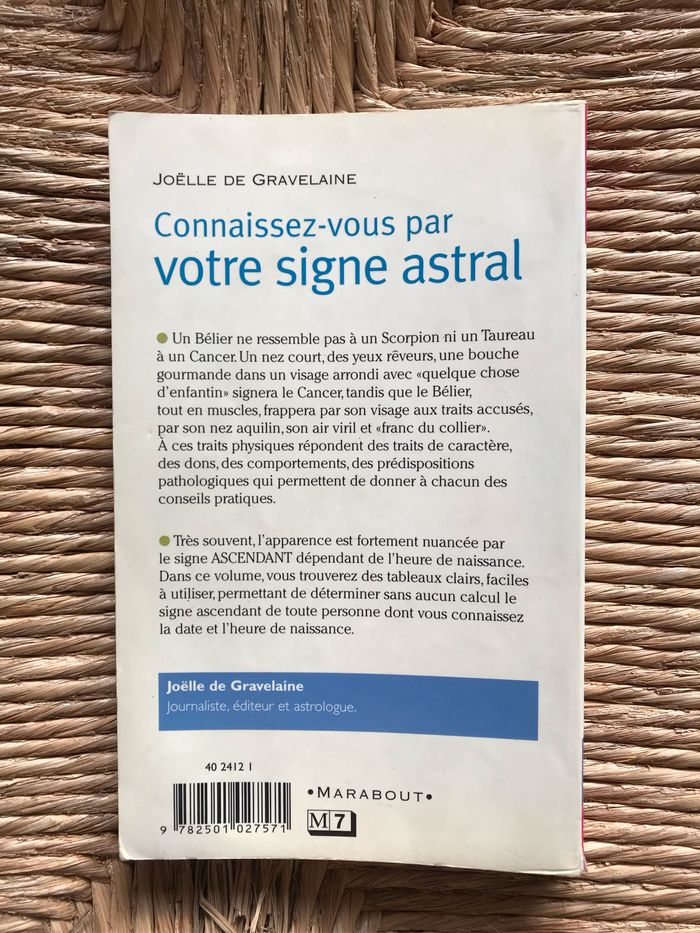 JOËLLE DE GRAVELAINE
Connaissez-vous par
votre signe astral
Un Bélier ne ressemble pas à un Scorpion ni un Taureau
à un Cancer. Un nez court, des yeux rêveurs, une bouche
gourmande dans un visage arrondi avec «quelque chose
d'enfantin» signera le Cancer, tandis que le Bélier,
tout en muscles, frappera par son visage aux traits accusés,
par son nez aquilin, son air viril et «franc du collier».
À ces traits physiques répondent des traits de caractère,
des dons, des comportements, des prédispositions
pathologiques qui permettent de donner à chacun des
conseils pratiques.
Très souvent, l'apparence est fortement nuancée par
le signe ASCENDANT dépendant de l'heure de naissance.
Dans ce volume, vous trouverez des tableaux clairs, faciles
à utiliser, permettant de déterminer sans aucun calcul le
signe ascendant de toute personne dont vous connaissez
la date et l'heure de naissance.
Joëlle de Gravelaine
Journaliste, éditeur et astrologue.
40 2412 1
9 782501 027571
•MARABOUT•
M 7